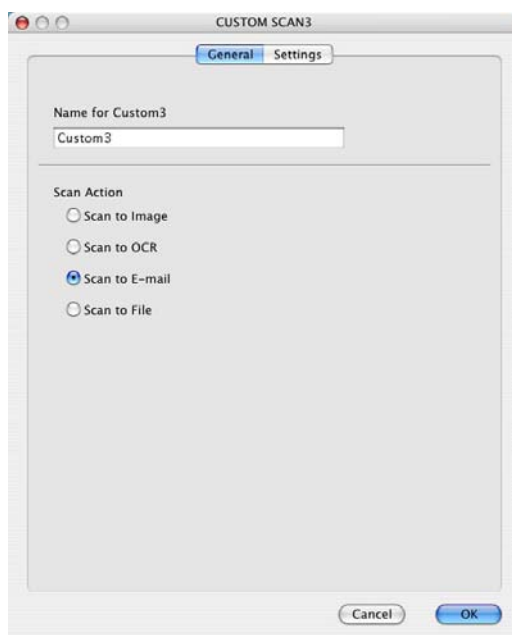 CUSTOM SCAN3
General Settings
Name for Custom3
Custom3
Scan Action
Scan to Image
Scan to OCR
Scan to E-mail
Scan to File
Cancel OK